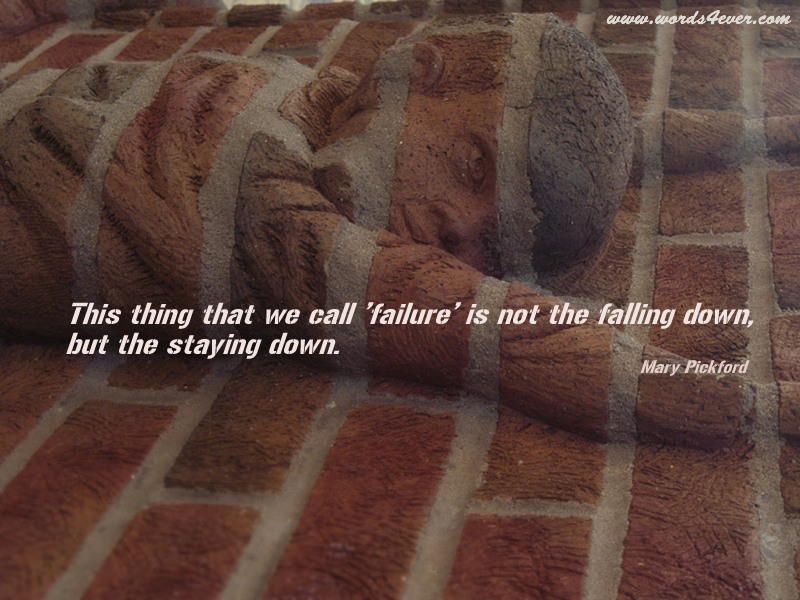 www.words4ever.com
This thing that we call 'failure' is not the falling down,
but the staying down.
Mary Pickford